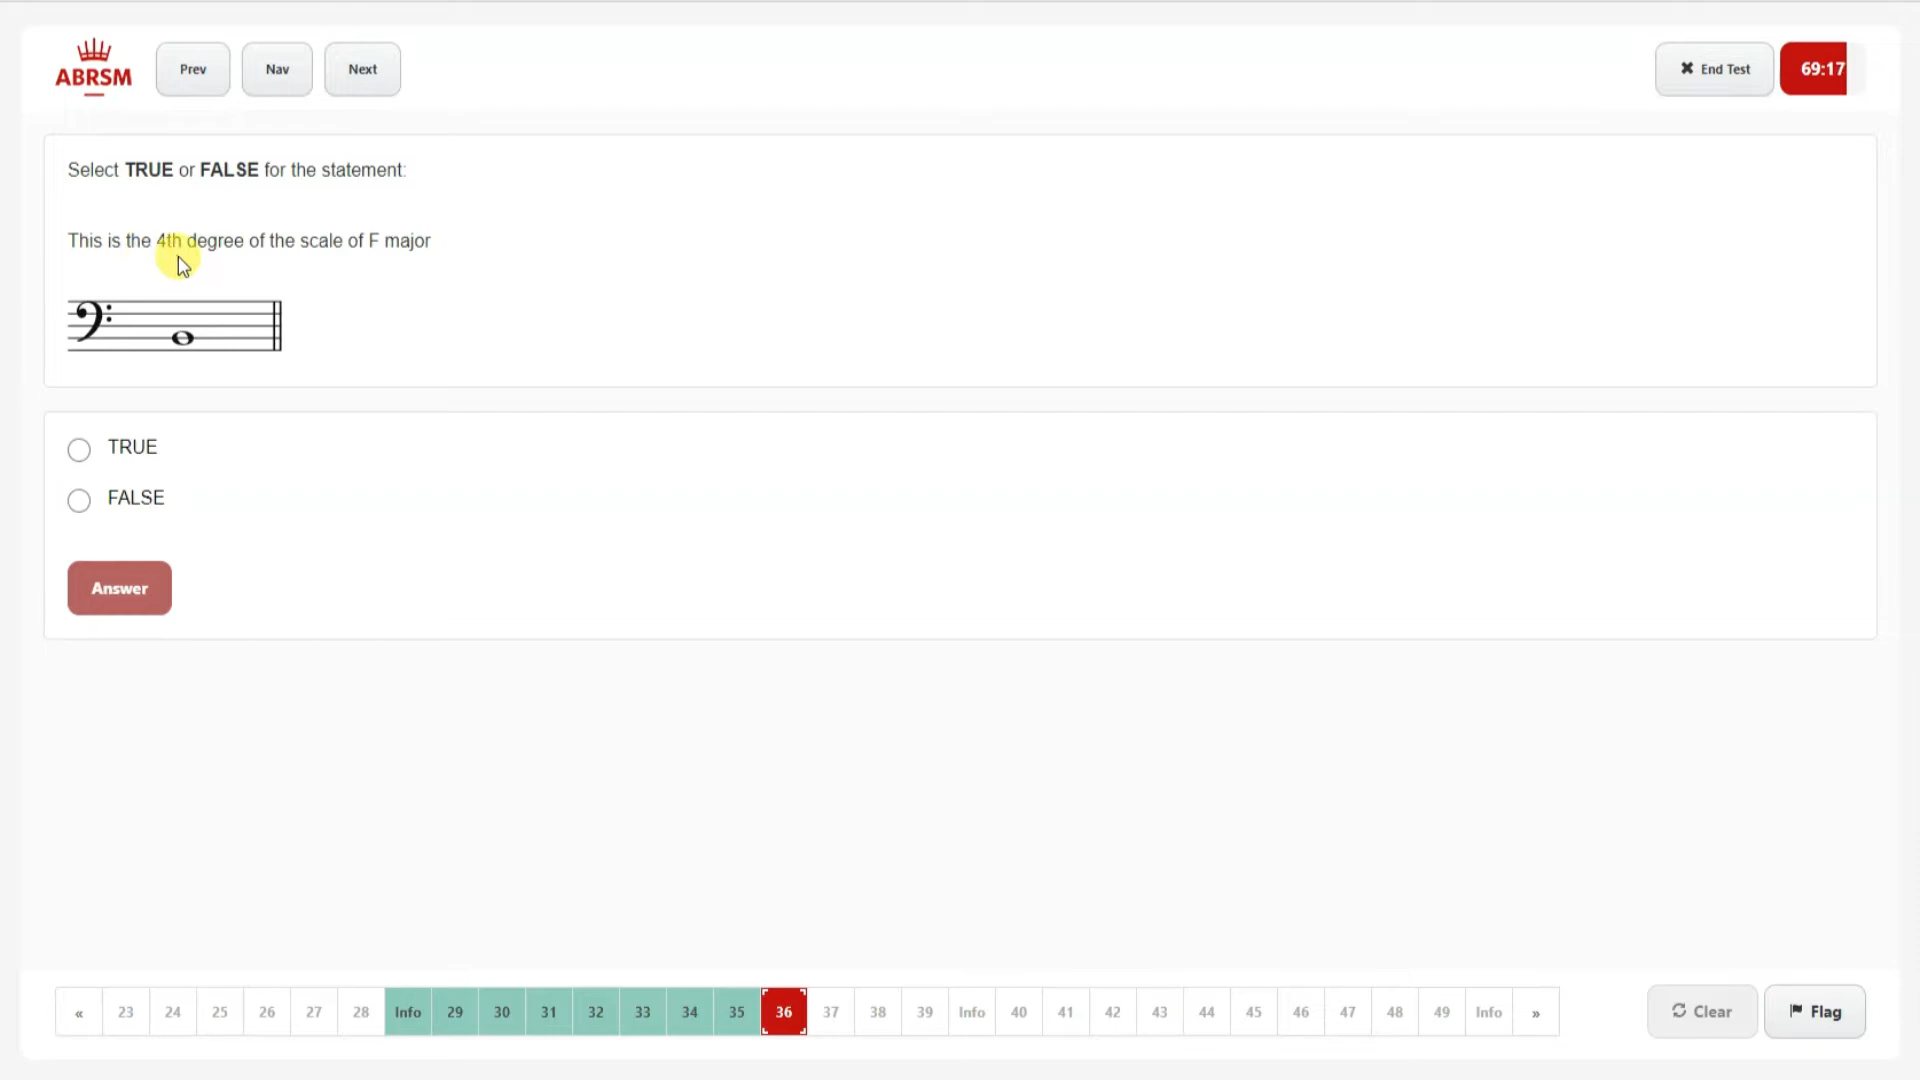 ABRSM
Prev
Nav
Next
✖ End Test
69:17
Select TRUE or FALSE for the statement:
This is the 4th degree of the scale of F major
TRUE
FALSE
Answer
« 23 24 25 26 27 28 Info 29 30 31 32 33 34 35 36 37 38 39 Info 40 41 42 43 44 45 46 47 48 49 Info »
Clear
Flag